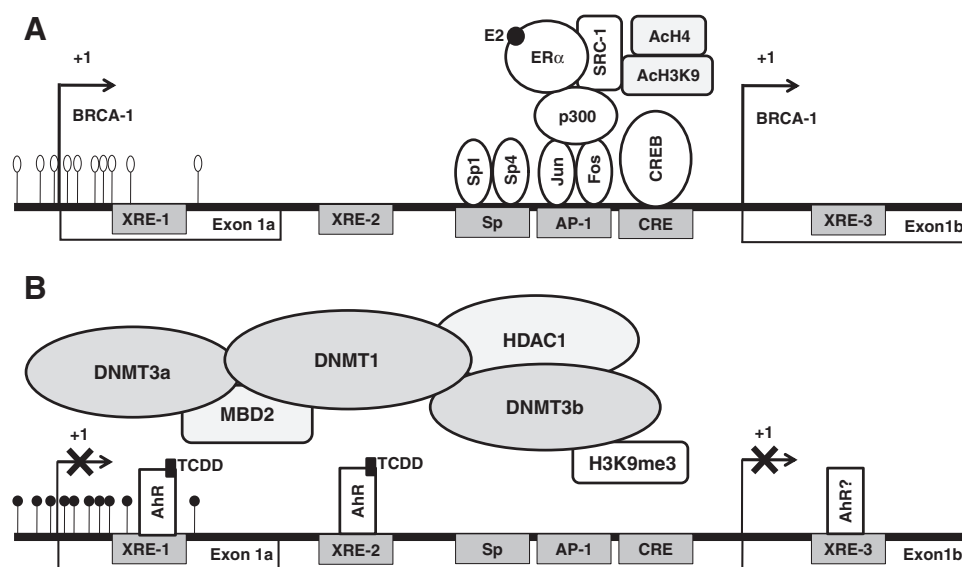 A
E2
ERα
SRC-1
AcH4
AcH3K9
+1
BRCA-1
p300
+1
BRCA-1
Sp1
Sp4
Jun
Fos
CREB
XRE-1
Exon 1a
XRE-2
Sp
AP-1
CRE
XRE-3
Exon1b
B
DNMT3a
DNMT1
HDAC1
MBD2
DNMT3b
H3K9me3
+1
TCDD
AhR
TCDD
AhR
+1
AhR?
XRE-1
Exon 1a
XRE-2
Sp
AP-1
CRE
XRE-3
Exon1b